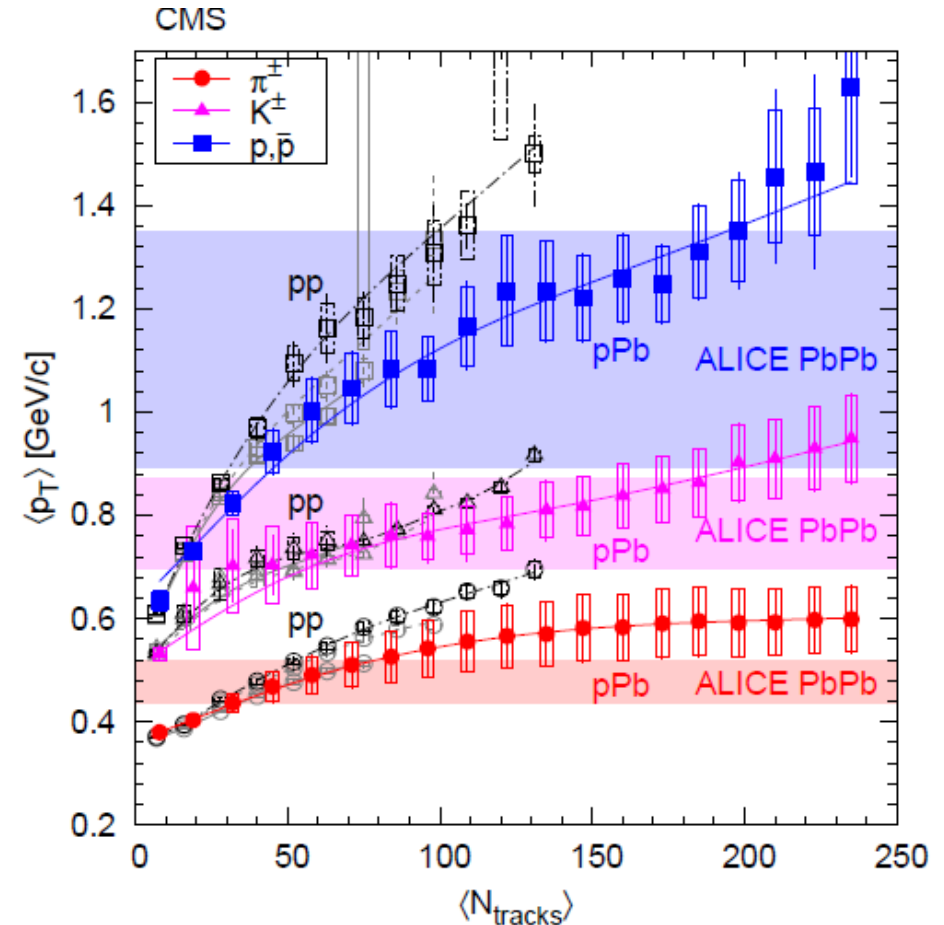 CMS
π±
K±
p,p̄
1.6
1.4
1.2
1
0.8
0.6
0.4
0.2
⟨pT⟩ [GeV/c]
pp
pPb
ALICE PbPb
pp
pPb
ALICE PbPb
pp
pPb
ALICE PbPb
0 50 100 150 200 250
⟨Ntracks⟩